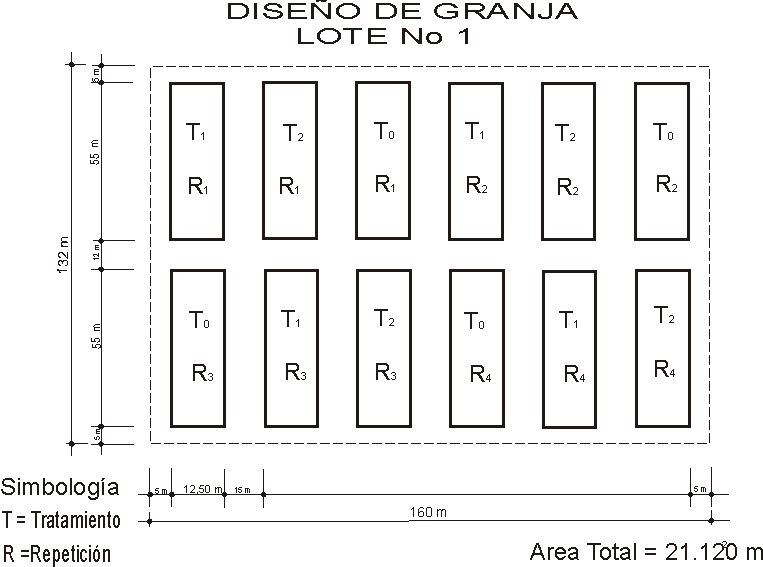 DISEÑO DE GRANJA
LOTE No 1
5 m
55 m
12 m
55 m
5 m
132 m
T1 T2 T0 T1 T2 T0
R1 R1 R1 R2 R2 R2
T0 T1 T2 T0 T1 T2
R3 R3 R3 R4 R4 R4
5 m 12,50 m 15 m 5 m
160 m
Simbología
T = Tratamiento
R =Repetición
Area Total = 21.120 m2